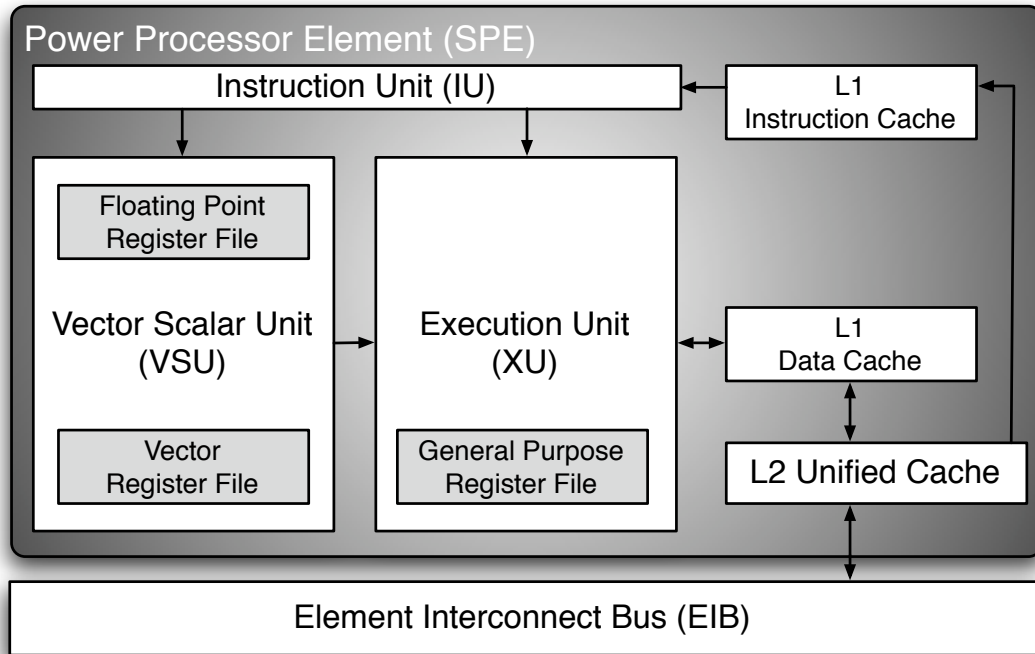 Power Processor Element (SPE)
Instruction Unit (IU)
L1
Instruction Cache
Floating Point
Register File
Vector Scalar Unit
(VSU)
Vector
Register File
Execution Unit
(XU)
General Purpose
Register File
L1
Data Cache
L2 Unified Cache
Element Interconnect Bus (EIB)